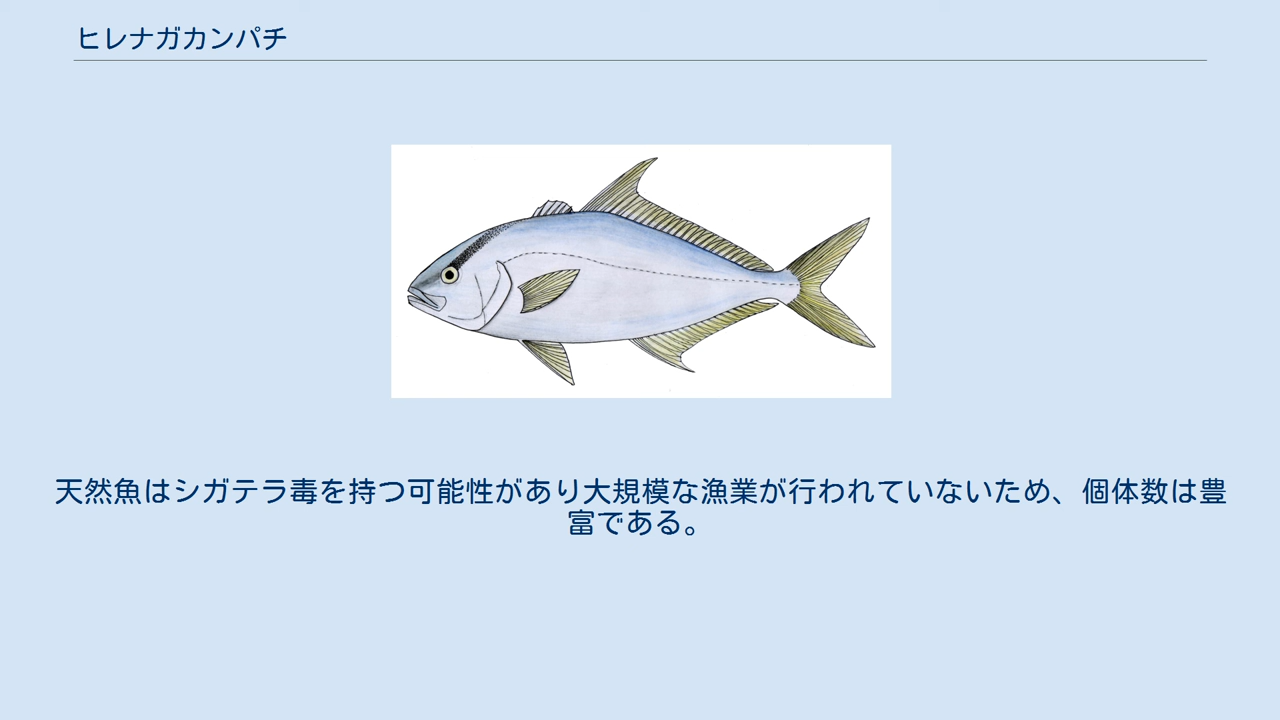 ヒレナガカンパチ
天然魚はシガテラ毒を持つ可能性があり大規模な漁業が行われていないため、個体数は豊
富である。